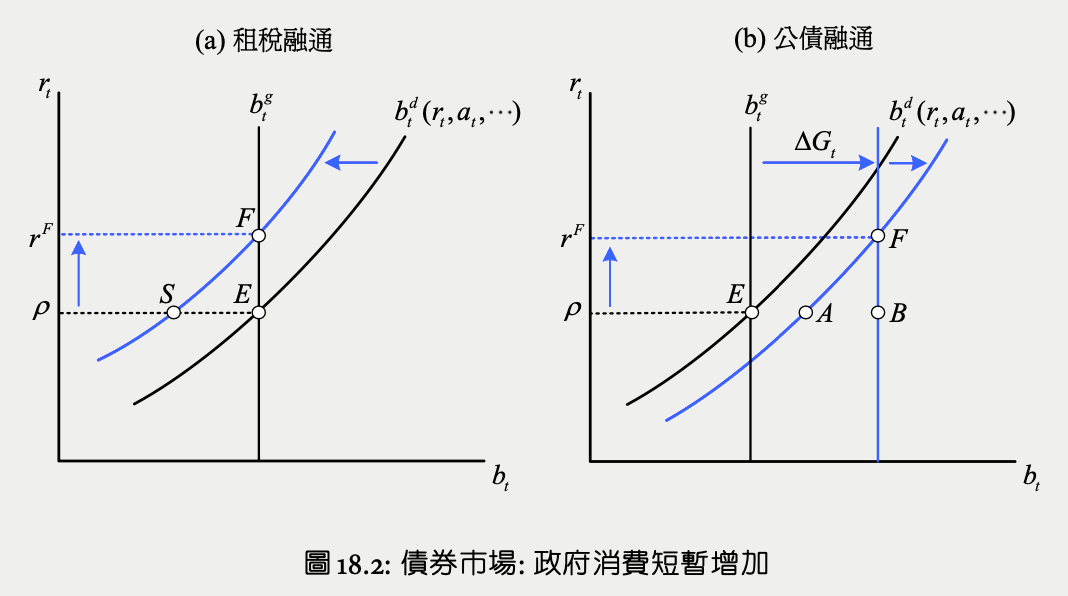 (a) 租稅融通
(b) 公債融通
r_t
b_t^g
b_t^d (r_t, a_t, ⋯)
r^F
F
ρ
S
E
b_t
r_t
b_t^g
b_t^d (r_t, a_t, ⋯)
ΔG_t
r^F
F
ρ
E
A
B
b_t
圖 18.2: 債券市場: 政府消費短暫增加